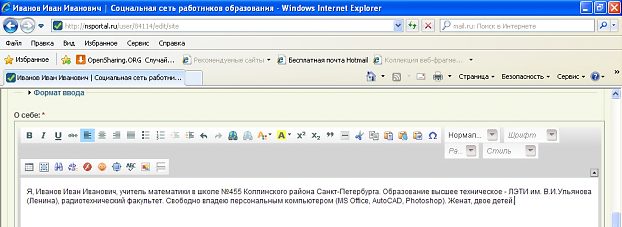 Иванов Иван Иванович | Социальная сеть работников образования - Windows Internet Explorer
http://nsportal.ru/user/84114/edit/site
mail.ru: Поиск в Интернете
Файл Правка Вид Избранное Сервис Справка
Избранное OpenSharing.ORG Случай... Рекомендуемые сайты Бесплатная почта Hotmail Коллекция веб-фрагме...
Иванов Иван Иванович | Социальная сеть работни...
Страница Безопасность Сервис
Формат ввода
О себе: *
B I U abc Нормал... Шрифт
Ра... Стиль
Я, Иванов Иван Иванович, учитель математики в школе №455 Колпинского района Санкт-Петербурга. Образование высшее техническое - ЛЭТИ им. В.И.Ульянова
(Ленина), радиотехнический факультет. Свободно владею персональным компьютером (MS Office, AutoCAD, Photoshop). Женат, двое детей.